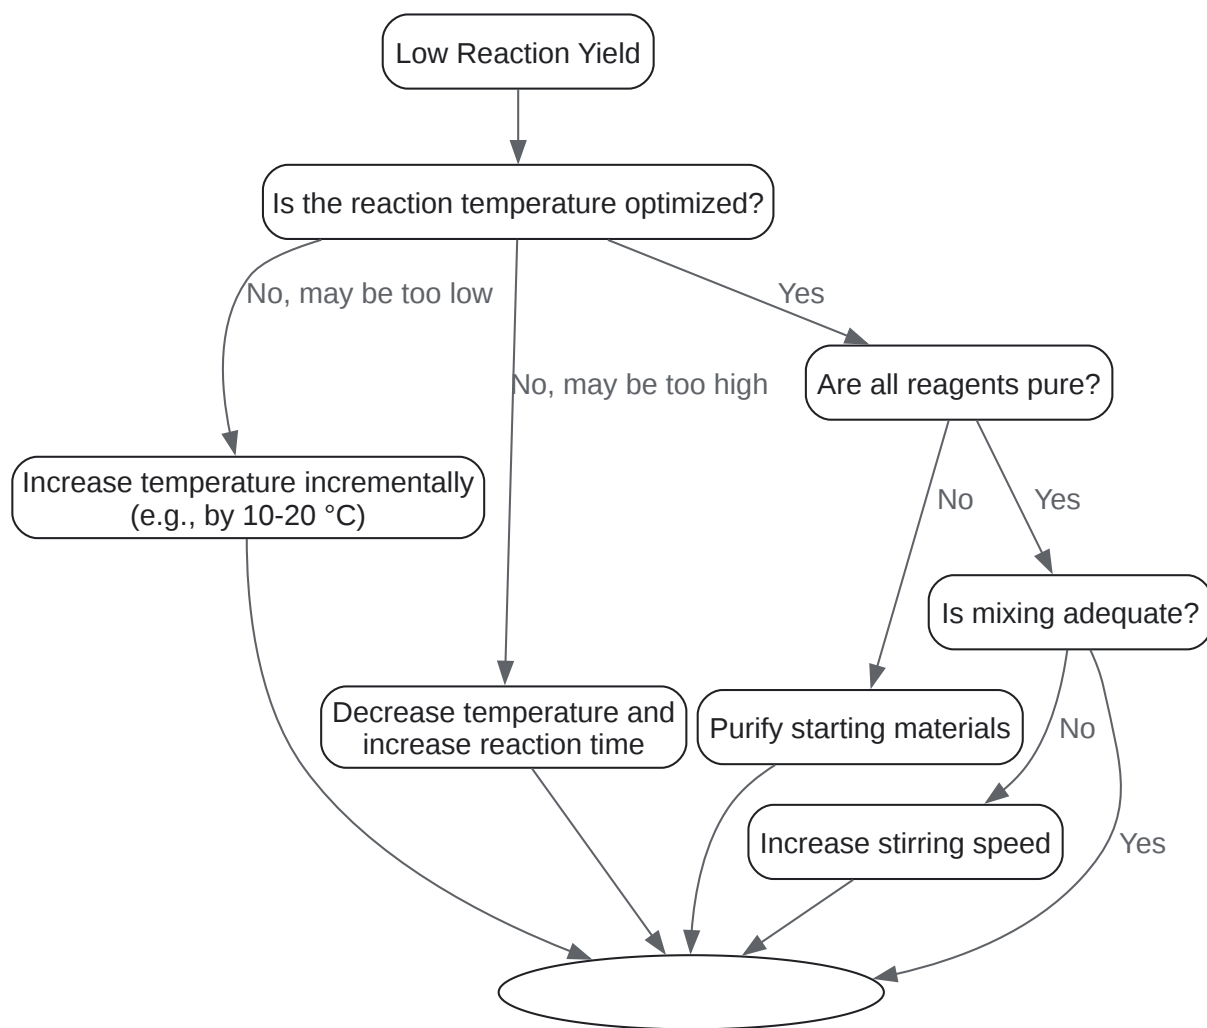 Low Reaction Yield
Is the reaction temperature optimized?
No, may be too low
Yes
No, may be too high
Are all reagents pure?
Increase temperature incrementally
(e.g., by 10-20 °C)
No
Yes
Is mixing adequate?
Decrease temperature and
increase reaction time
Purify starting materials
No
Increase stirring speed
Yes